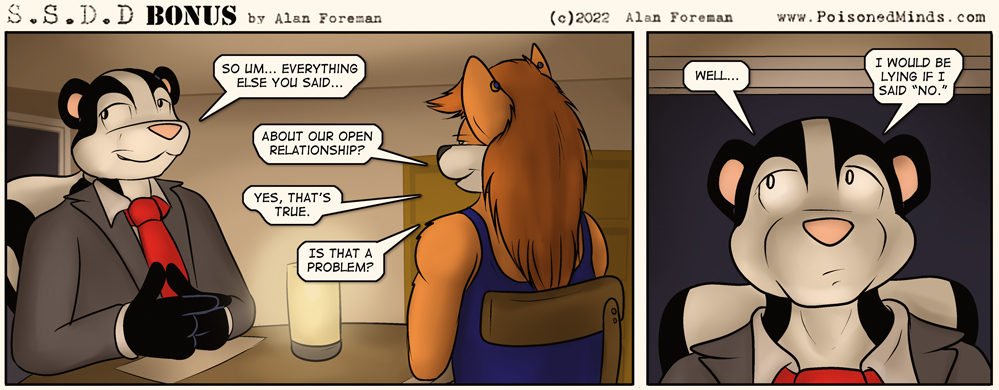 S.S.D.D BONUS by Alan Foreman (c)2022 Alan Foreman www.PoisonedMinds.com
SO UM... EVERYTHING
ELSE YOU SAID...
ABOUT OUR OPEN
RELATIONSHIP?
YES, THAT'S
TRUE.
IS THAT A
PROBLEM?
WELL...
I WOULD BE
LYING IF I
SAID "NO."